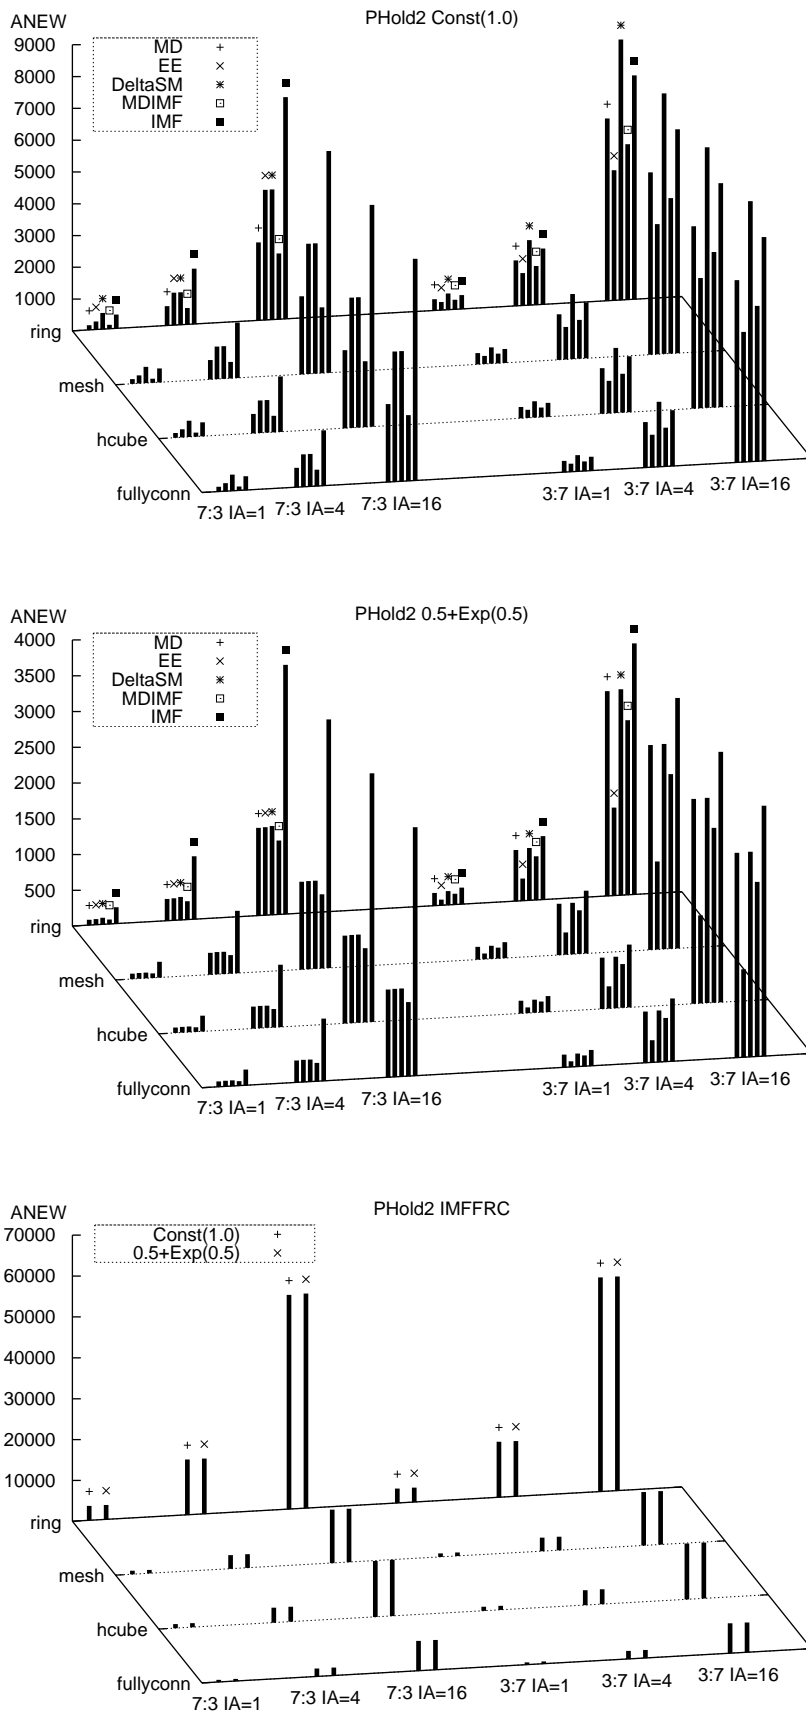 PHold2 Const(1.0)
ANEW
9000
8000
7000
6000
5000
4000
3000
2000
1000
MD
EE
DeltaSM
MDIMF
IMF
ring
mesh
hcube
fullyconn
7:3 IA=1 7:3 IA=4 7:3 IA=16 3:7 IA=1 3:7 IA=4 3:7 IA=16
PHold2 0.5+Exp(0.5)
ANEW
4000
3500
3000
2500
2000
1500
1000
500
MD
EE
DeltaSM
MDIMF
IMF
ring
mesh
hcube
fullyconn
7:3 IA=1 7:3 IA=4 7:3 IA=16 3:7 IA=1 3:7 IA=4 3:7 IA=16
PHold2 IMFFRC
ANEW
70000
60000
50000
40000
30000
20000
10000
Const(1.0)
0.5+Exp(0.5)
ring
mesh
hcube
fullyconn
7:3 IA=1 7:3 IA=4 7:3 IA=16 3:7 IA=1 3:7 IA=4 3:7 IA=16